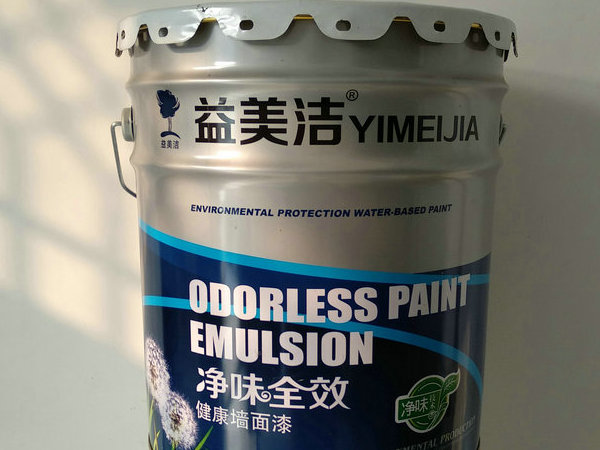 益美洁® YIMEIJIA
益美洁
ENVIRONMENTAL PROTECTION WATER-BASED PAINT
ODORLESS PAINT
EMULSION
净味全效
健康墙面漆
净味